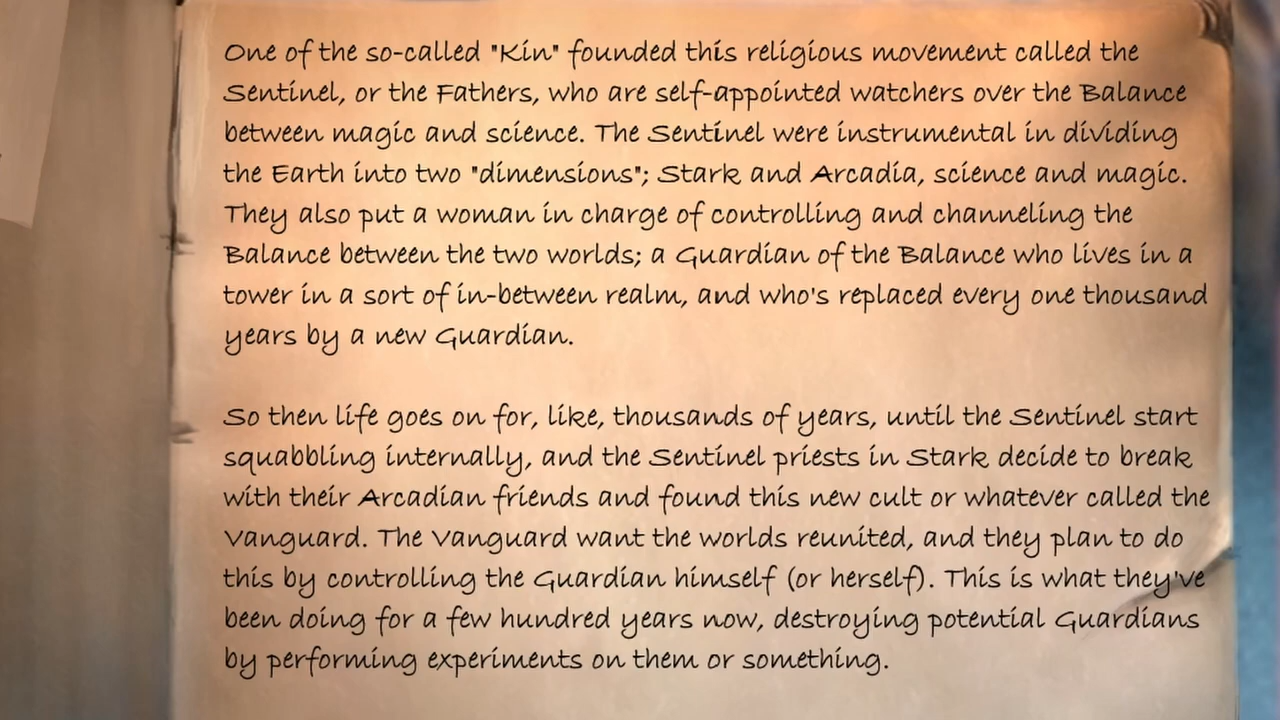 One of the so-called "Kin" founded this religious movement called the
Sentinel, or the Fathers, who are self-appointed watchers over the Balance
between magic and science. The Sentinel were instrumental in dividing
the Earth into two "dimensions"; Stark and Arcadia, science and magic.
They also put a woman in charge of controlling and channeling the
Balance between the two worlds; a Guardian of the Balance who lives in a
tower in a sort of in-between realm, and who's replaced every one thousand
years by a new Guardian.
So then life goes on for, like, thousands of years, until the Sentinel start
squabbling internally, and the Sentinel priests in Stark decide to break
with their Arcadian friends and found this new cult or whatever called the
Vanguard. The Vanguard want the worlds reunited, and they plan to do
this by controlling the Guardian himself (or herself). This is what they've
been doing for a few hundred years now, destroying potential Guardians
by performing experiments on them or something.